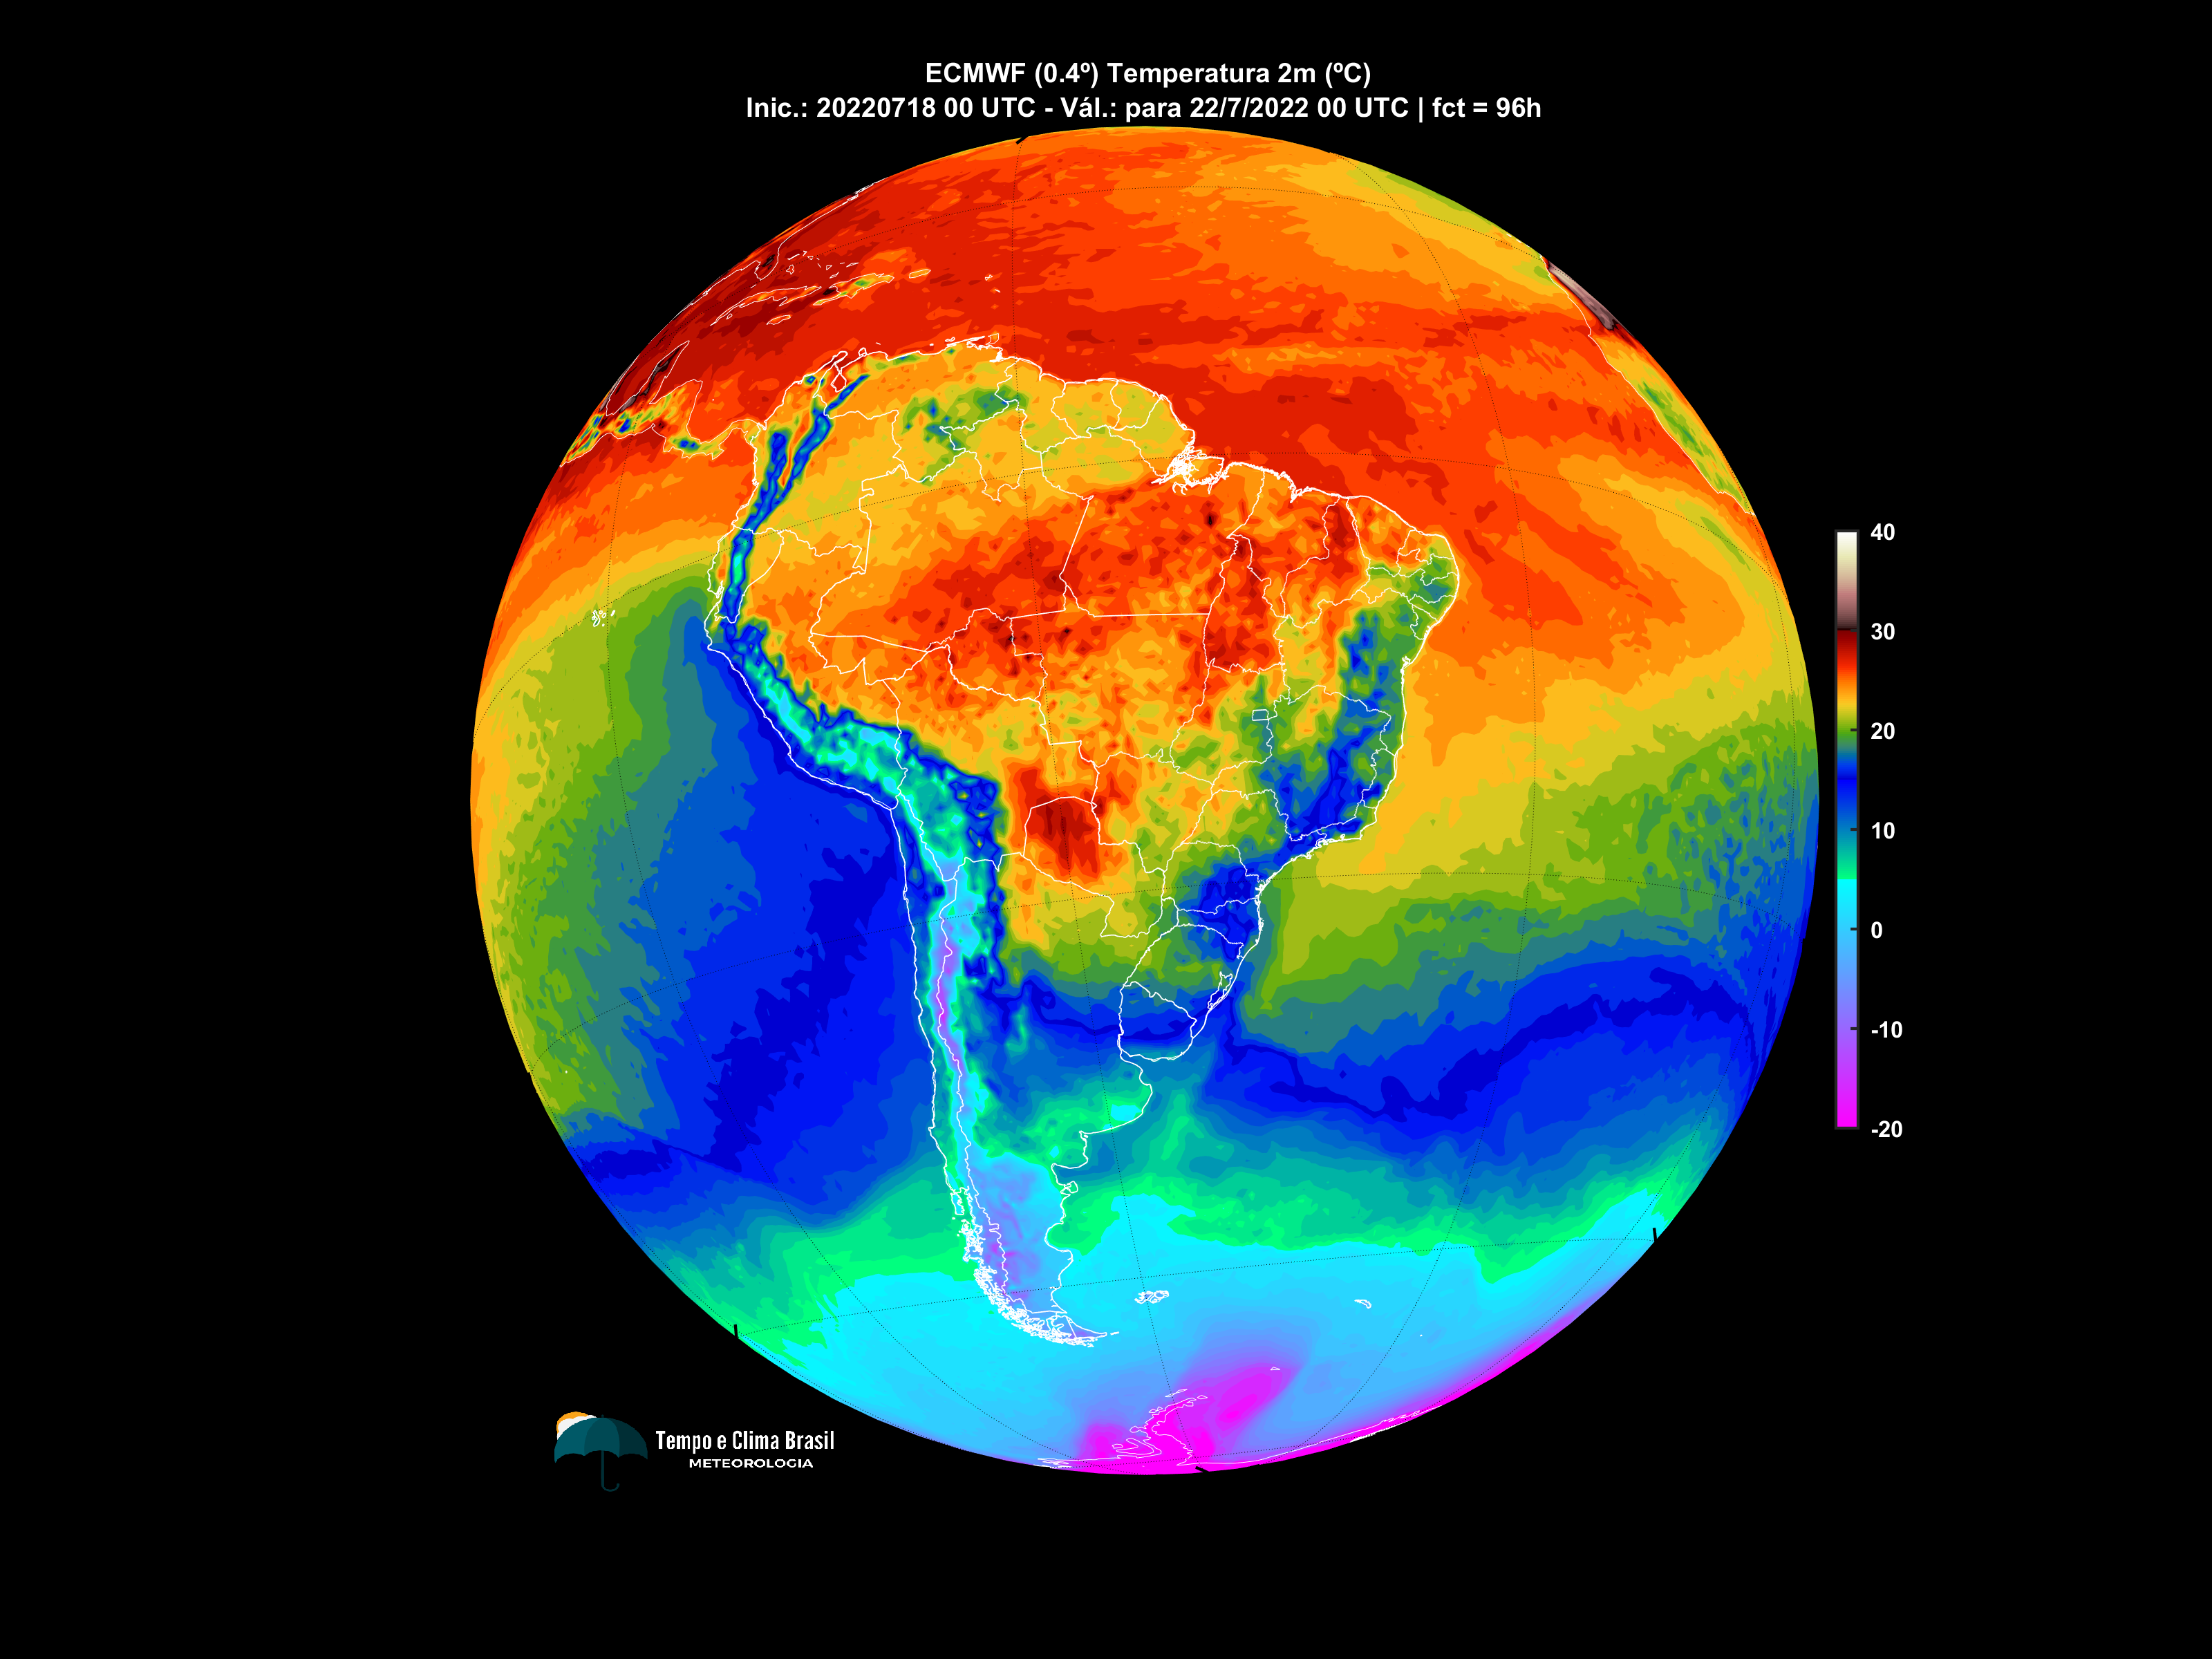 ECMWF (0.4º) Temperatura 2m (ºC)
Inic.: 20220718 00 UTC - Vál.: para 22/7/2022 00 UTC | fct = 96h
40
30
20
10
0
-10
-20
Tempo e Clima Brasil
METEOROLOGIA